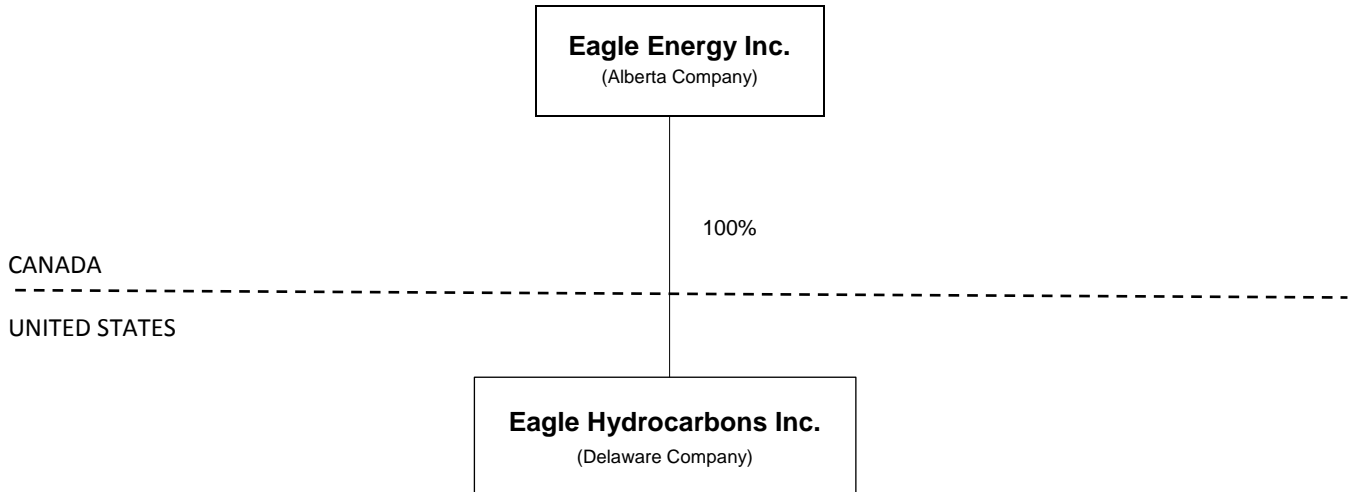 Eagle Energy Inc.
(Alberta Company)
100%
CANADA
UNITED STATES
Eagle Hydrocarbons Inc.
(Delaware Company)